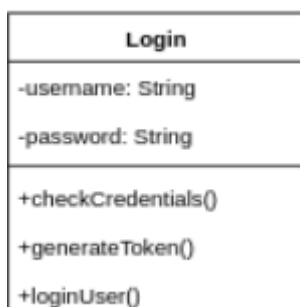 Login
-username: String
-password: String
+checkCredentials()
+generateToken()
+loginUser()